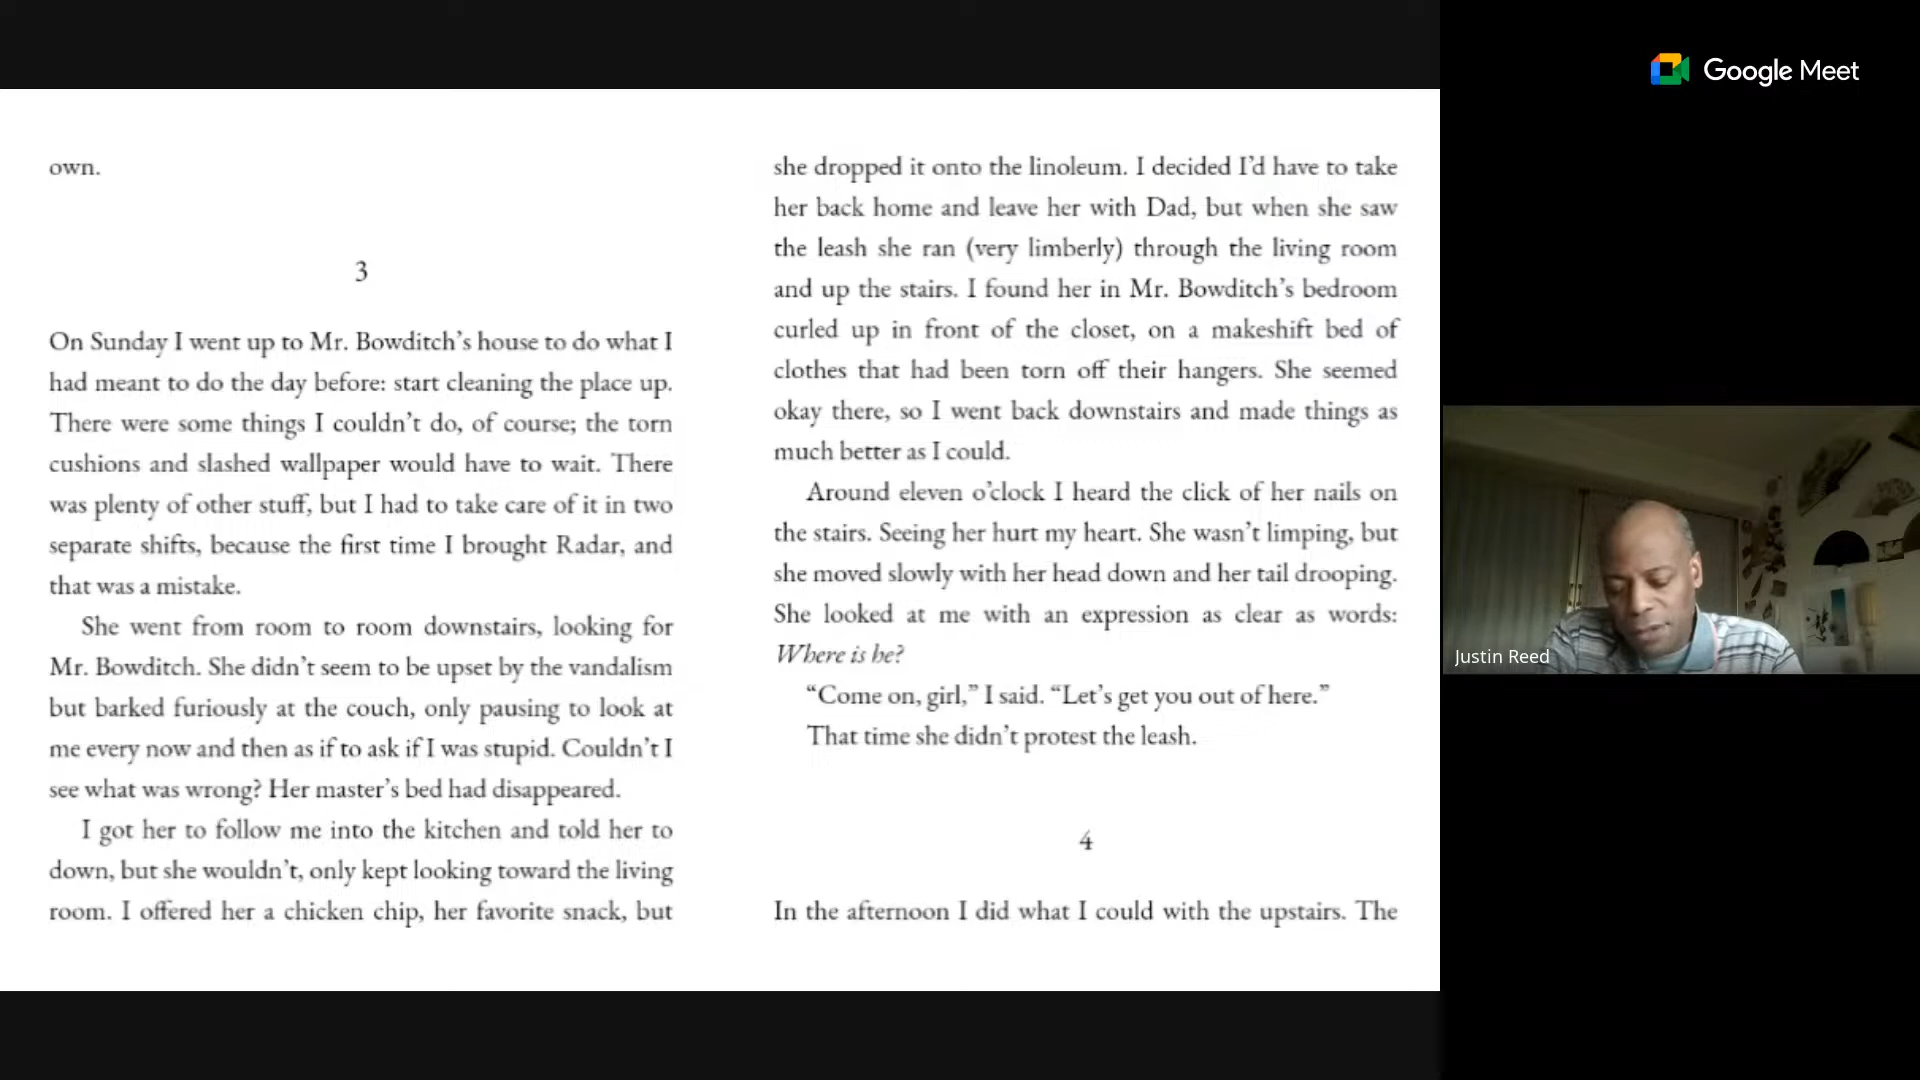 own.
3
On Sunday I went up to Mr. Bowditch’s house to do what I
had meant to do the day before: start cleaning the place up.
There were some things I couldn’t do, of course; the torn
cushions and slashed wallpaper would have to wait. There
was plenty of other stuff, but I had to take care of it in two
separate shifts, because the first time I brought Radar, and
that was a mistake.
She went from room to room downstairs, looking for
Mr. Bowditch. She didn’t seem to be upset by the vandalism
but barked furiously at the couch, only pausing to look at
me every now and then as if to ask if I was stupid. Couldn’t I
see what was wrong? Her master’s bed had disappeared.
I got her to follow me into the kitchen and told her to
down, but she wouldn’t, only kept looking toward the living
room. I offered her a chicken chip, her favorite snack, but
she dropped it onto the linoleum. I decided I’d have to take
her back home and leave her with Dad, but when she saw
the leash she ran (very limberly) through the living room
and up the stairs. I found her in Mr. Bowditch’s bedroom
curled up in front of the closet, on a makeshift bed of
clothes that had been torn off their hangers. She seemed
okay there, so I went back downstairs and made things as
much better as I could.
Around eleven o’clock I heard the click of her nails on
the stairs. Seeing her hurt my heart. She wasn’t limping, but
she moved slowly with her head down and her tail drooping.
She looked at me with an expression as clear as words:
Where is he?
“Come on, girl,” I said. “Let’s get you out of here.”
That time she didn’t protest the leash.
4
In the afternoon I did what I could with the upstairs. The
Google Meet
Justin Reed